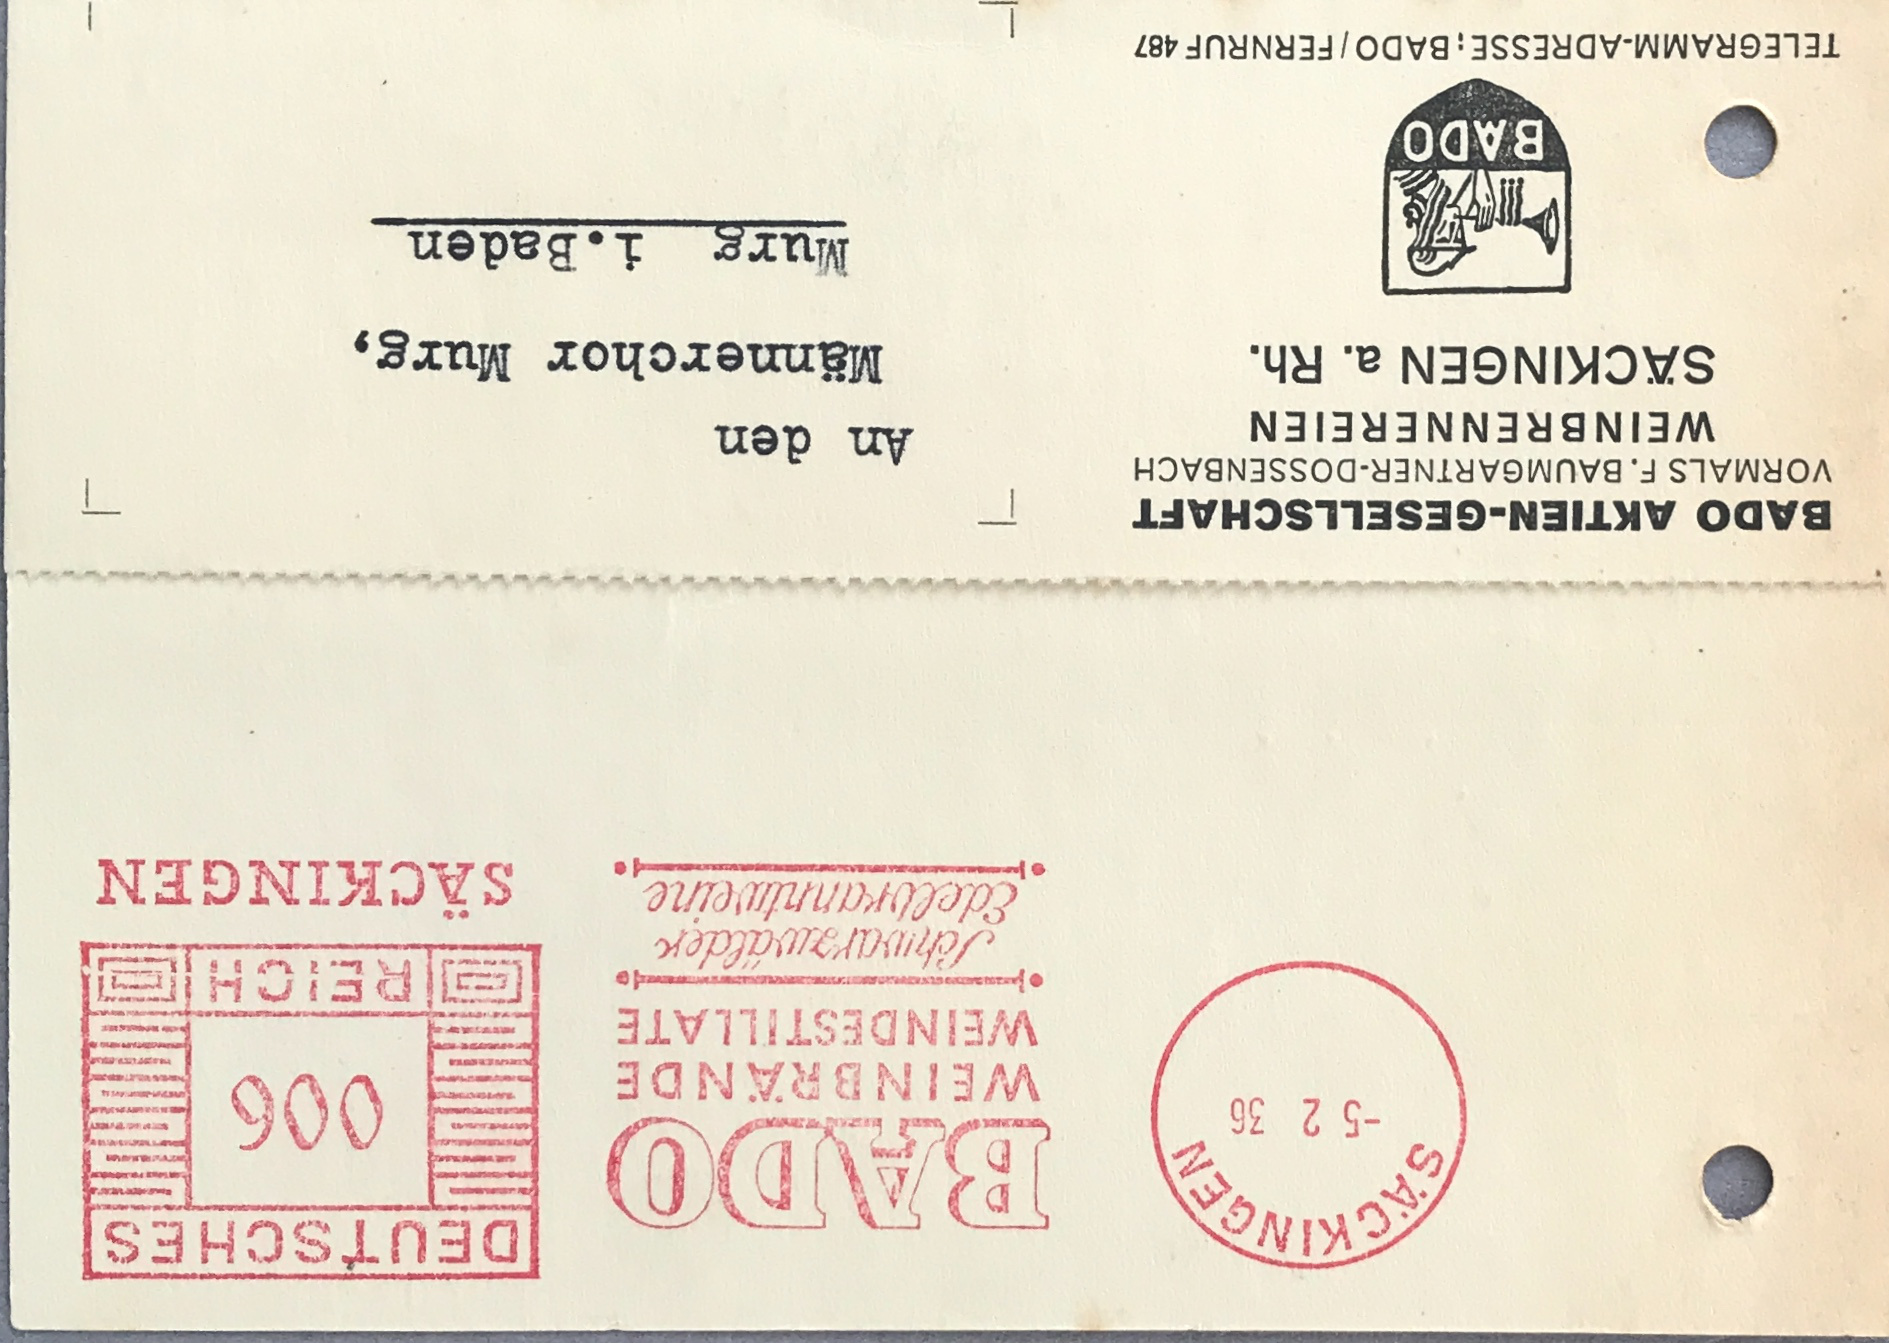 SÄCKINGEN
-5 2 36
BADO
WEINBRÄNDE
WEINDESTILLATE
Schwarzwälder
Edelbranntweine
DEUTSCHES
006
REICH
SÄCKINGEN
BADO AKTIEN-GESELLSCHAFT
VORMALS F. BAUMGARTNER-DOSSENBACH
WEINBRENNEREIEN
SÄCKINGEN a. Rh.
BADO
TELEGRAMM-ADRESSE: BADO / FERNRUF 487
An den
Männerchor Murg,
Murg i.Baden